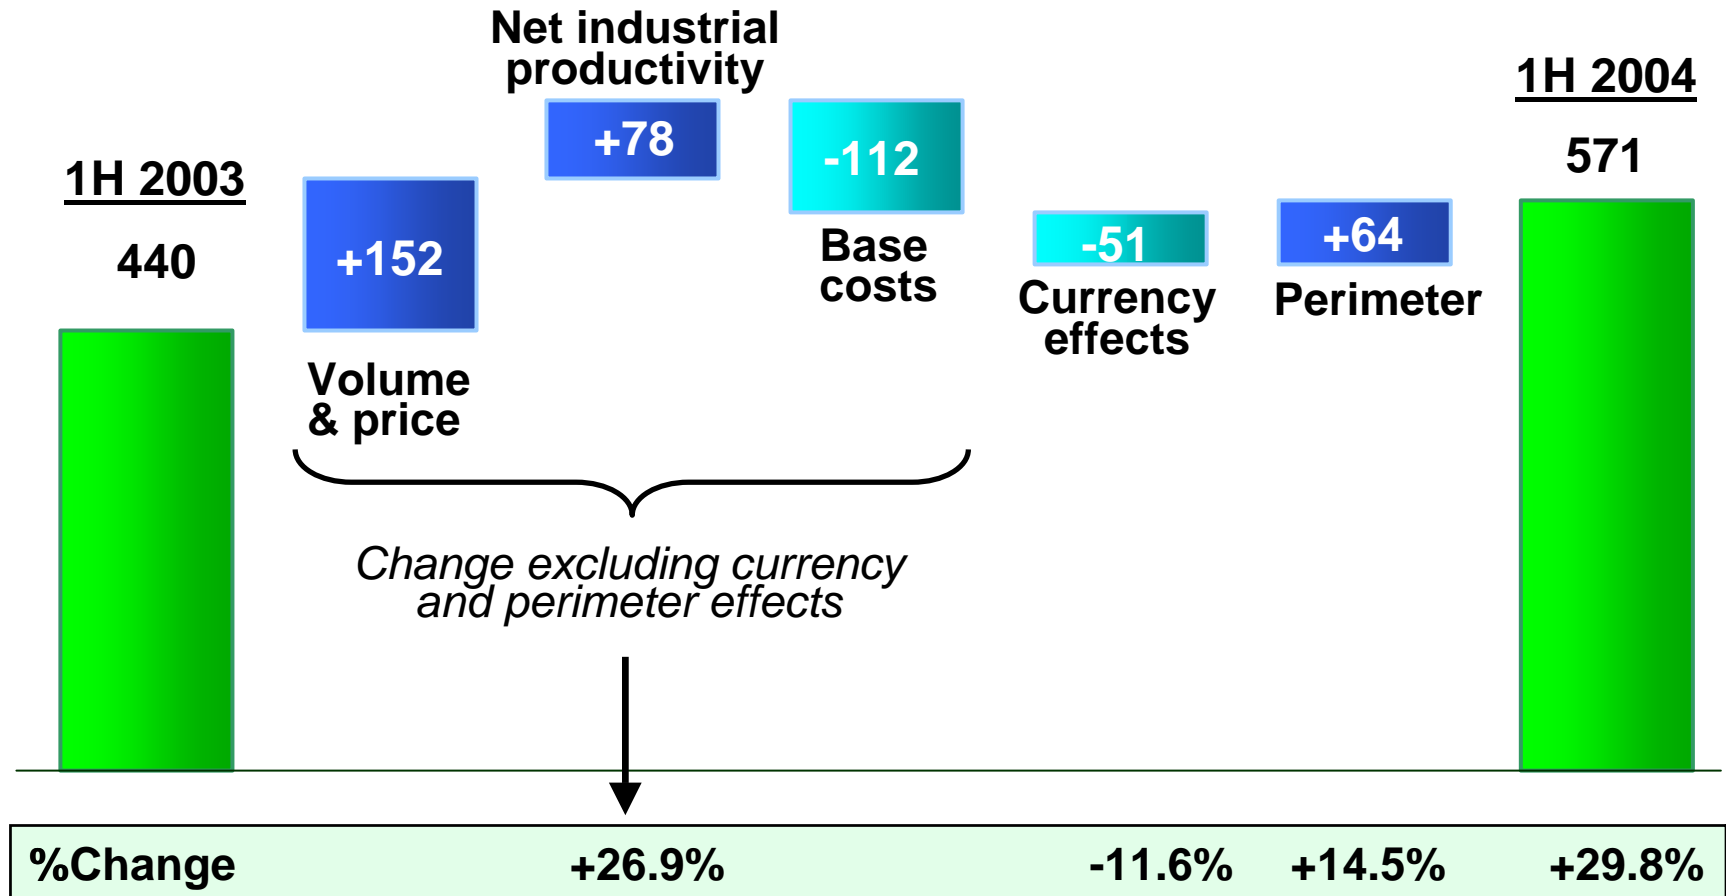 Net industrial
productivity
1H 2003
440
+152
Volume
& price
+78
-112
Base
costs
-51
Currency
effects
+64
Perimeter
1H 2004
571
Change excluding currency
and perimeter effects
%Change +26.9% -11.6% +14.5% +29.8%